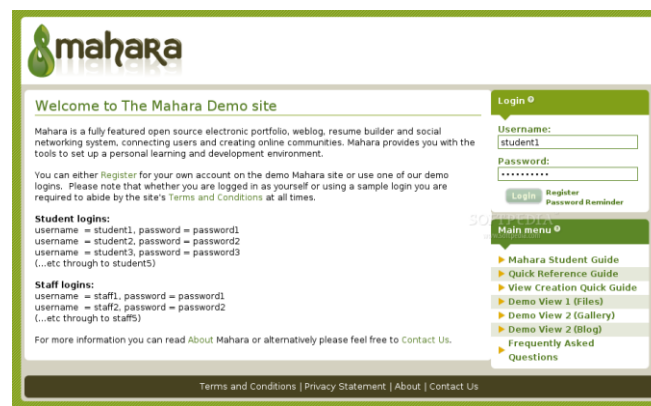 mahara
Welcome to The Mahara Demo site
Mahara is a fully featured open source electronic portfolio, weblog, resume builder and social
networking system, connecting users and creating online communities. Mahara provides you with the
tools to set up a personal learning and development environment.
You can either Register for your own account on the demo Mahara site or use one of our demo
logins. Please note that whether you are logged in as yourself or using a sample login you are
required to abide by the site's Terms and Conditions at all times.
Student logins:
username = student1, password = password1
username = student2, password = password2
username = student3, password = password3
(...etc through to student5)
Staff logins:
username = staff1, password = password1
username = staff2, password = password2
(...etc through to staff5)
For more information you can read About Mahara or alternatively please feel free to Contact Us.
Login
Username:
student1
Password:
••••••••••
Login
Register
Password Reminder
SOFTPEDIA
Main menu
Mahara Student Guide
Quick Reference Guide
View Creation Quick Guide
Demo View 1 (Files)
Demo View 2 (Gallery)
Demo View 2 (Blog)
Frequently Asked
Questions
Terms and Conditions | Privacy Statement | About | Contact Us